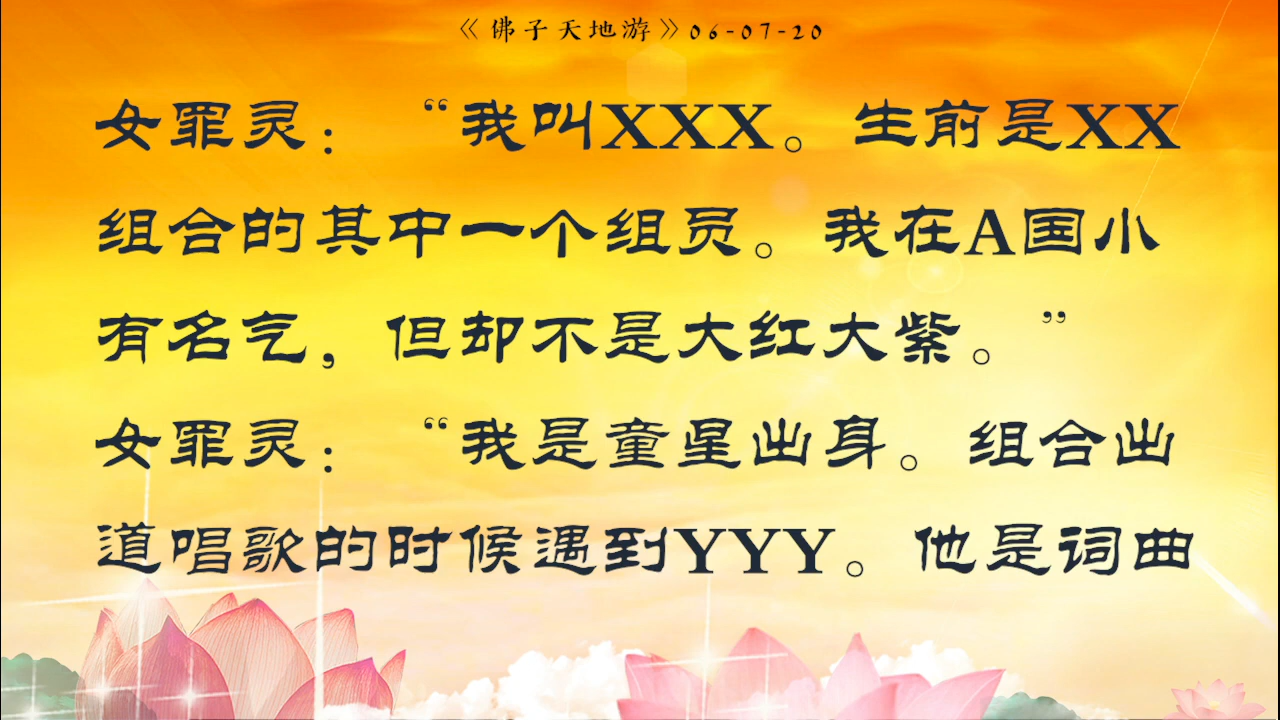 《佛子天地游》06-07-20
女罪灵：“我叫XXX。生前是XX
组合的其中一个组员。我在A国小
有名气，但却不是大红大紫。”
女罪灵：“我是童星出身。组合出
道唱歌的时候遇到YYY。他是词曲